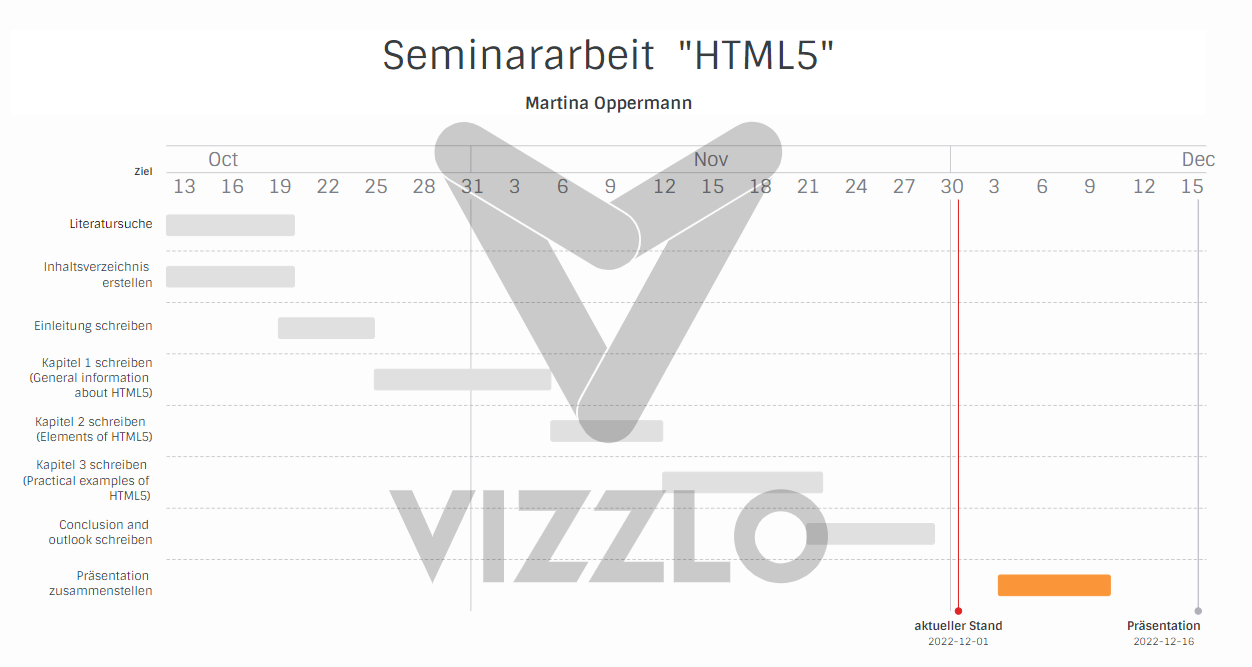 Seminararbeit "HTML5"
Martina Oppermann
Oct Nov Dec
Ziel
13 16 19 22 25 28 31 3 6 9 12 15 18 21 24 27 30 3 6 9 12 15
Literatursuche
Inhaltsverzeichnis
erstellen
Einleitung schreiben
Kapitel 1 schreiben
(General information
about HTML5)
Kapitel 2 schreiben
(Elements of HTML5)
Kapitel 3 schreiben
(Practical examples of
HTML5)
VIZZLO
Conclusion and
outlook schreiben
Präsentation
zusammenstellen
aktueller Stand
2022-12-01
Präsentation
2022-12-16